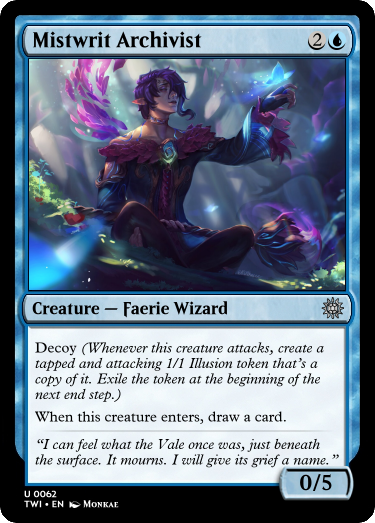 Mistwrit Archivist 2
Creature — Faerie Wizard
Decoy (Whenever this creature attacks, create a
tapped and attacking 1/1 Illusion token that's a
copy of it. Exile the token at the beginning of the
next end step.)
When this creature enters, draw a card.
“I can feel what the Vale once was, just beneath
the surface. It mourns. I will give its grief a name.”
0/5
U 0062
TWI • EN Monkae